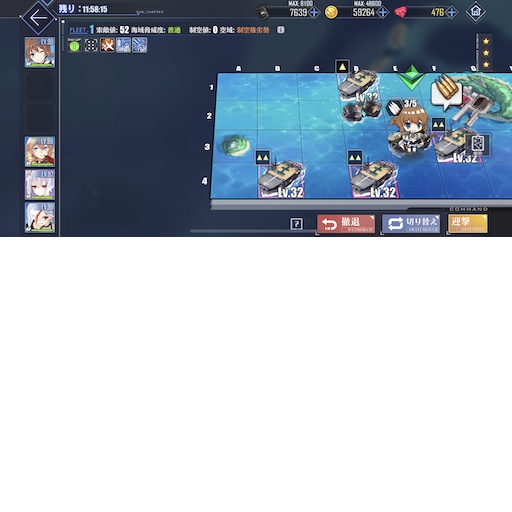 残り：11:58:15
MAX: 8100
7639
MAX: 48600
59264
476
FLEET 1 索敵値: 52 海域脅威度: 普通 制空値: 0 空域: 制空権劣勢
LV.88
A B C D E F G
1
2
3
4
3/5
Lv.32
Lv.32
Lv.32
Lv.32
?
撤退
WITHDRAW
切り替え
SWITCHOVER
迎撃
COMMAND